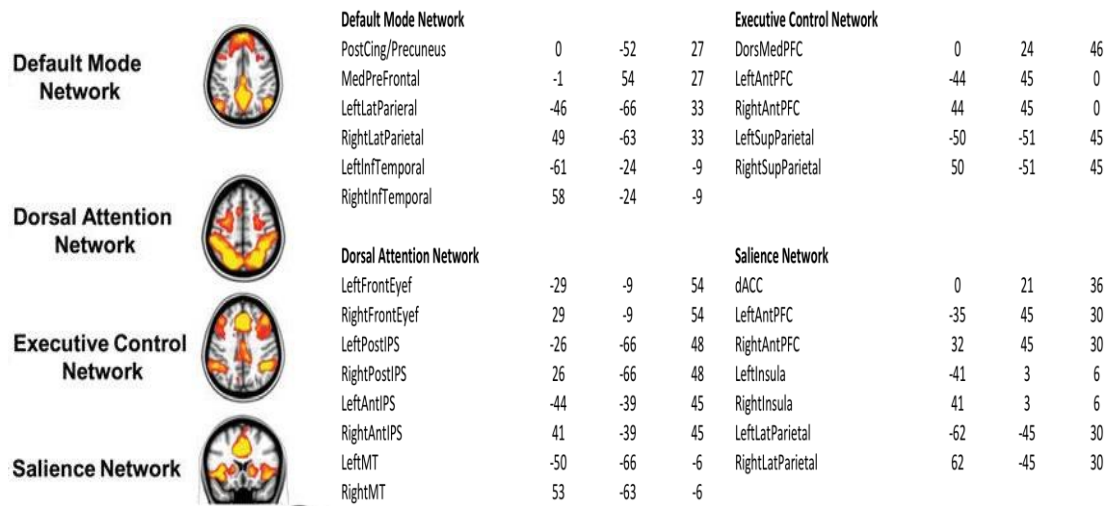 Default Mode
Network
Dorsal Attention
Network
Executive Control
Network
Salience Network
Default Mode Network
PostCing/Precuneus 0 -52 27
MedPreFrontal -1 54 27
LeftLatParieral -46 -66 33
RightLatParietal 49 -63 33
LeftInfTemporal -61 -24 -9
RightInfTemporal 58 -24 -9
Executive Control Network
DorsMedPFC 0 24 46
LeftAntPFC -44 45 0
RightAntPFC 44 45 0
LeftSupParietal -50 -51 45
RightSupParietal 50 -51 45
Dorsal Attention Network
LeftFrontEyef -29 -9 54
RightFrontEyef 29 -9 54
LeftPostIPS -26 -66 48
RightPostIPS 26 -66 48
LeftAntIPS -44 -39 45
RightAntIPS 41 -39 45
LeftMT -50 -66 -6
RightMT 53 -63 -6
Salience Network
dACC 0 21 36
LeftAntPFC -35 45 30
RightAntPFC 32 45 30
LeftInsula -41 3 6
RightInsula 41 3 6
LeftLatParietal -62 -45 30
RightLatParietal 62 -45 30